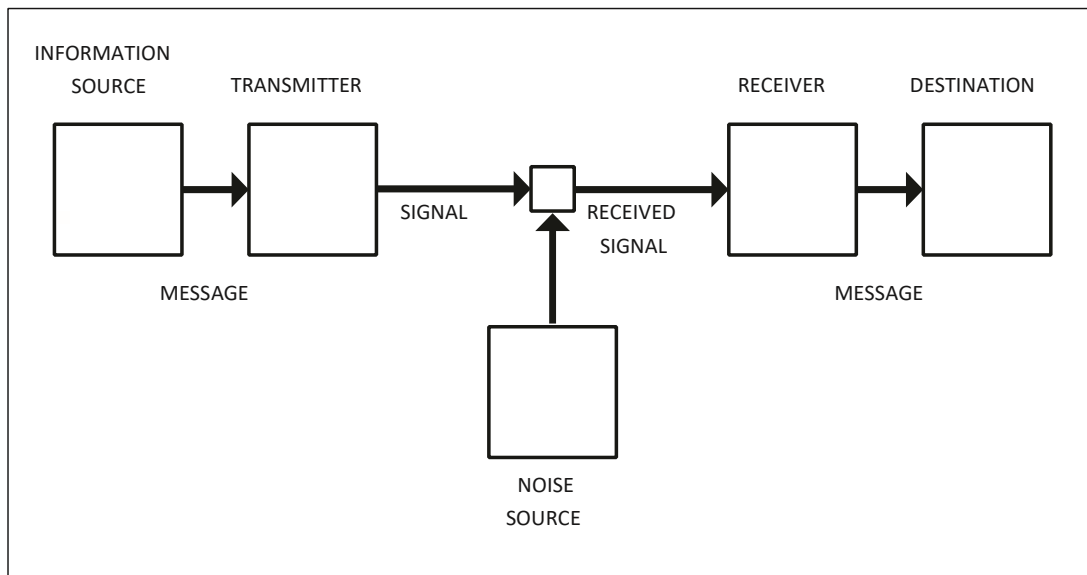 INFORMATION
SOURCE
TRANSMITTER
RECEIVER
DESTINATION
SIGNAL
RECEIVED
SIGNAL
MESSAGE
MESSAGE
NOISE
SOURCE